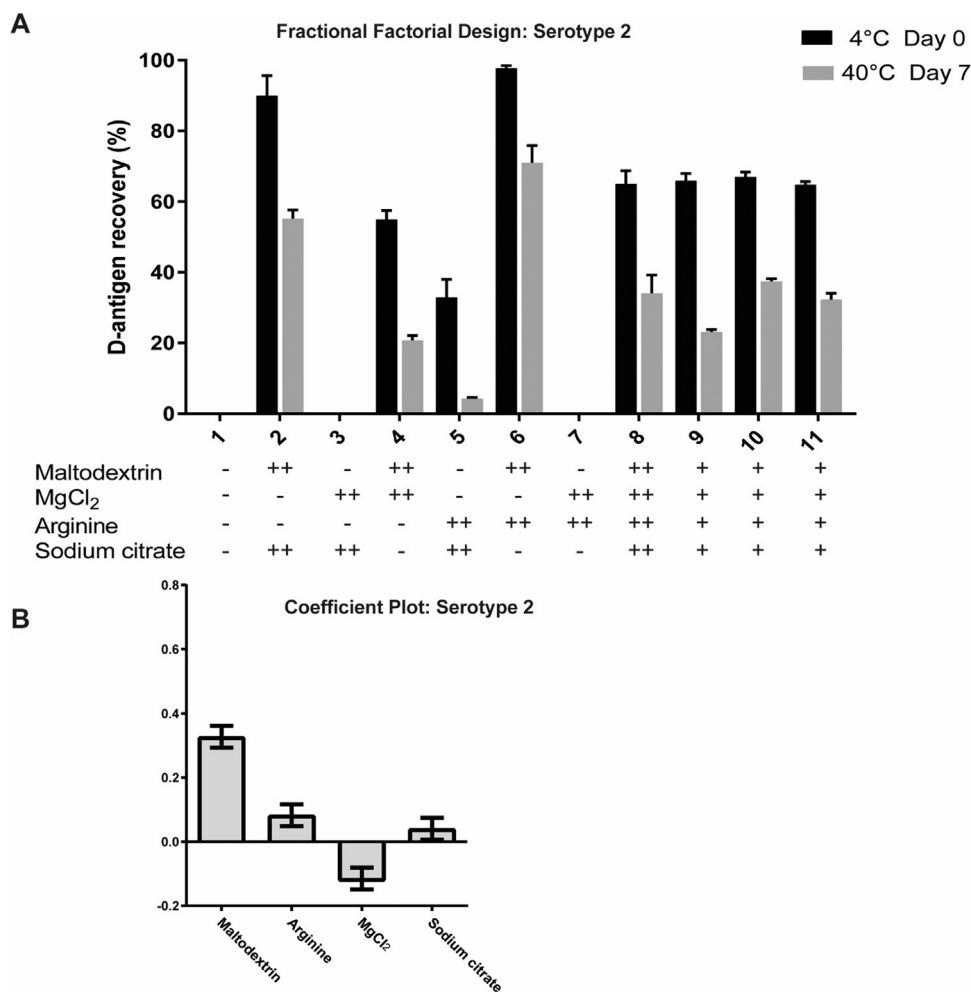 A
Fractional Factorial Design: Serotype 2
4°C Day 0
40°C Day 7
D-antigen recovery (%)
100
80
60
40
20
0
1 2 3 4 5 6 7 8 9 10 11
Maltodextrin - ++ - ++ - ++ - ++ + + +
MgCl2 - - ++ ++ - - ++ ++ + + +
Arginine - - - - ++ ++ ++ ++ + + +
Sodium citrate - ++ ++ - ++ - - ++ + + +
B
Coefficient Plot: Serotype 2
0.8
0.6
0.4
0.2
0.0
-0.2
Maltodextrin
Arginine
MgCl2
Sodium citrate